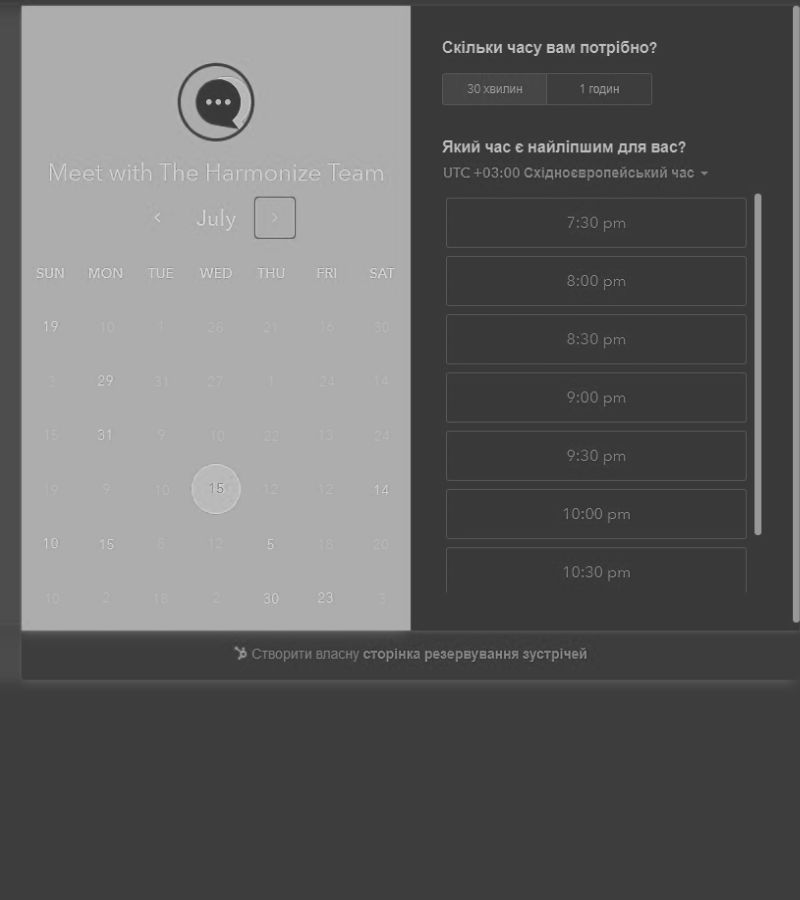 Meet with The Harmonize Team
July
SUN MON TUE WED THU FRI SAT
19 10 1 28 21 16 30
3 29 31 27 1 24 14
15 31 9 10 22 13 24
19 9 10 15 12 12 14
10 15 8 12 5 18 20
10 2 18 2 30 23 3
Скільки часу вам потрібно?
30 хвилин 1 годин
Який час є найліпшим для вас?
UTC +03:00 Східноєвропейський час
7:30 pm
8:00 pm
8:30 pm
9:00 pm
9:30 pm
10:00 pm
10:30 pm
Створити власну сторінка резервування зустрічей